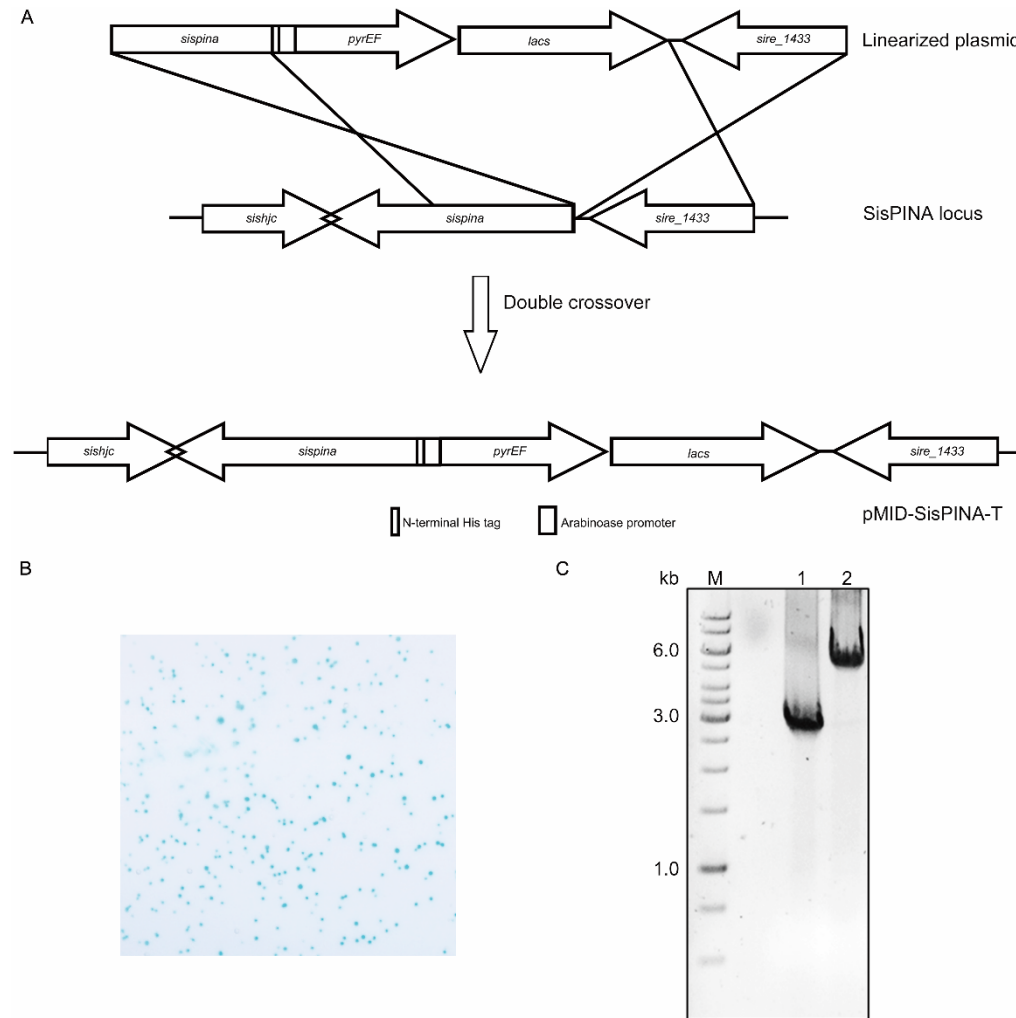 A
sispina pyrEF lacs sire_1433 Linearized plasmid
sishjc sispina sire_1433 SisPINA locus
Double crossover
sishjc sispina pyrEF lacs sire_1433
N-terminal His tag Arabinoase promoter pMID-SisPINA-T
B C
kb M 1 2
6.0
3.0
1.0